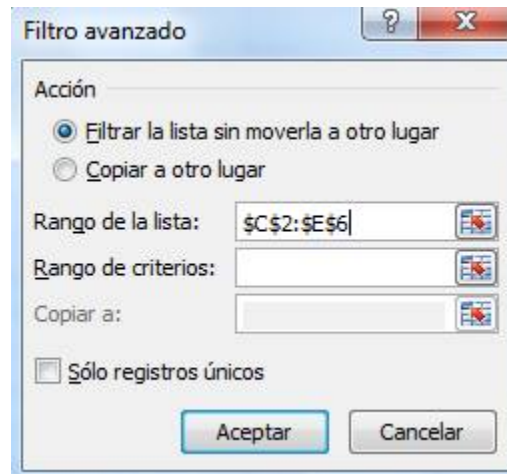 Filtro avanzado
Acción
Filtrar la lista sin moverla a otro lugar
Copiar a otro lugar
Rango de la lista: $C$2:$E$6
Rango de criterios:
Copiar a:
Sólo registros únicos
Aceptar Cancelar